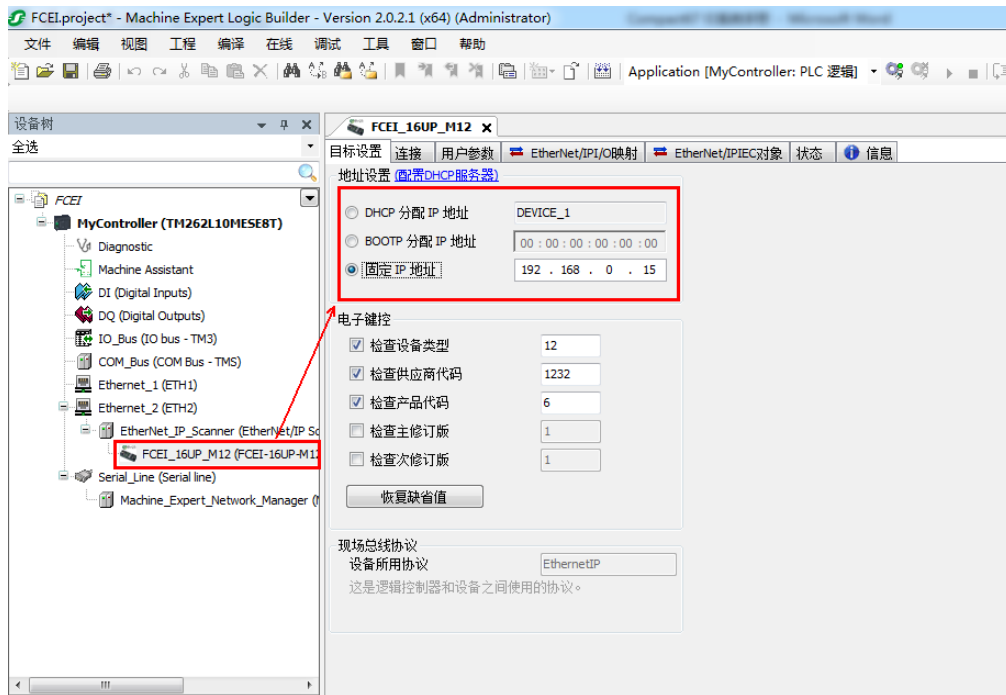 FCEI.project* - Machine Expert Logic Builder - Version 2.0.2.1 (x64) (Administrator)
文件 编辑 视图 工程 编译 在线 调试 工具 窗口 帮助
Application [MyController: PLC 逻辑]
设备树
全选
FCEI
MyController (TM262L10MESE8T)
Diagnostic
Machine Assistant
DI (Digital Inputs)
DQ (Digital Outputs)
IO_Bus (IO bus - TM3)
COM_Bus (COM Bus - TMS)
Ethernet_1 (ETH1)
Ethernet_2 (ETH2)
EtherNet_IP_Scanner (EtherNet/IP Sc
FCEI_16UP_M12 (FCEI-16UP-M12
Serial_Line (Serial line)
Machine_Expert_Network_Manager (
FCEI_16UP_M12 X
目标设置 连接 用户参数 EtherNet/IPI/O映射 EtherNet/IPIEC对象 状态 信息
地址设置 (配置DHCP服务器)
DHCP 分配 IP 地址 DEVICE_1
BOOTP 分配 IP 地址 00 : 00 : 00 : 00 : 00 : 00
固定 IP 地址 192 . 168 . 0 . 15
电子键控
检查设备类型 12
检查供应商代码 1232
检查产品代码 6
检查主修订版 1
检查次修订版 1
恢复缺省值
现场总线协议
设备所用协议 EthernetIP
这是逻辑控制器和设备之间使用的协议。